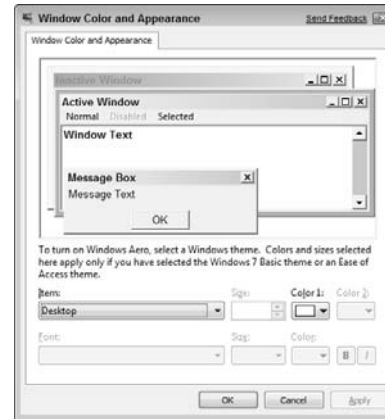 Window Color and Appearance
Send Feedback
Window Color and Appearance
Inactive Window
Active Window
Normal Disabled Selected
Window Text
Message Box
Message Text
OK
To turn on Windows Aero, select a Windows theme. Colors and sizes selected
here apply only if you have selected the Windows 7 Basic theme or an Ease of
Access theme.
Item: Size: Color 1: Color 2:
Desktop
Font: Size: Color:
B I
OK Cancel Apply